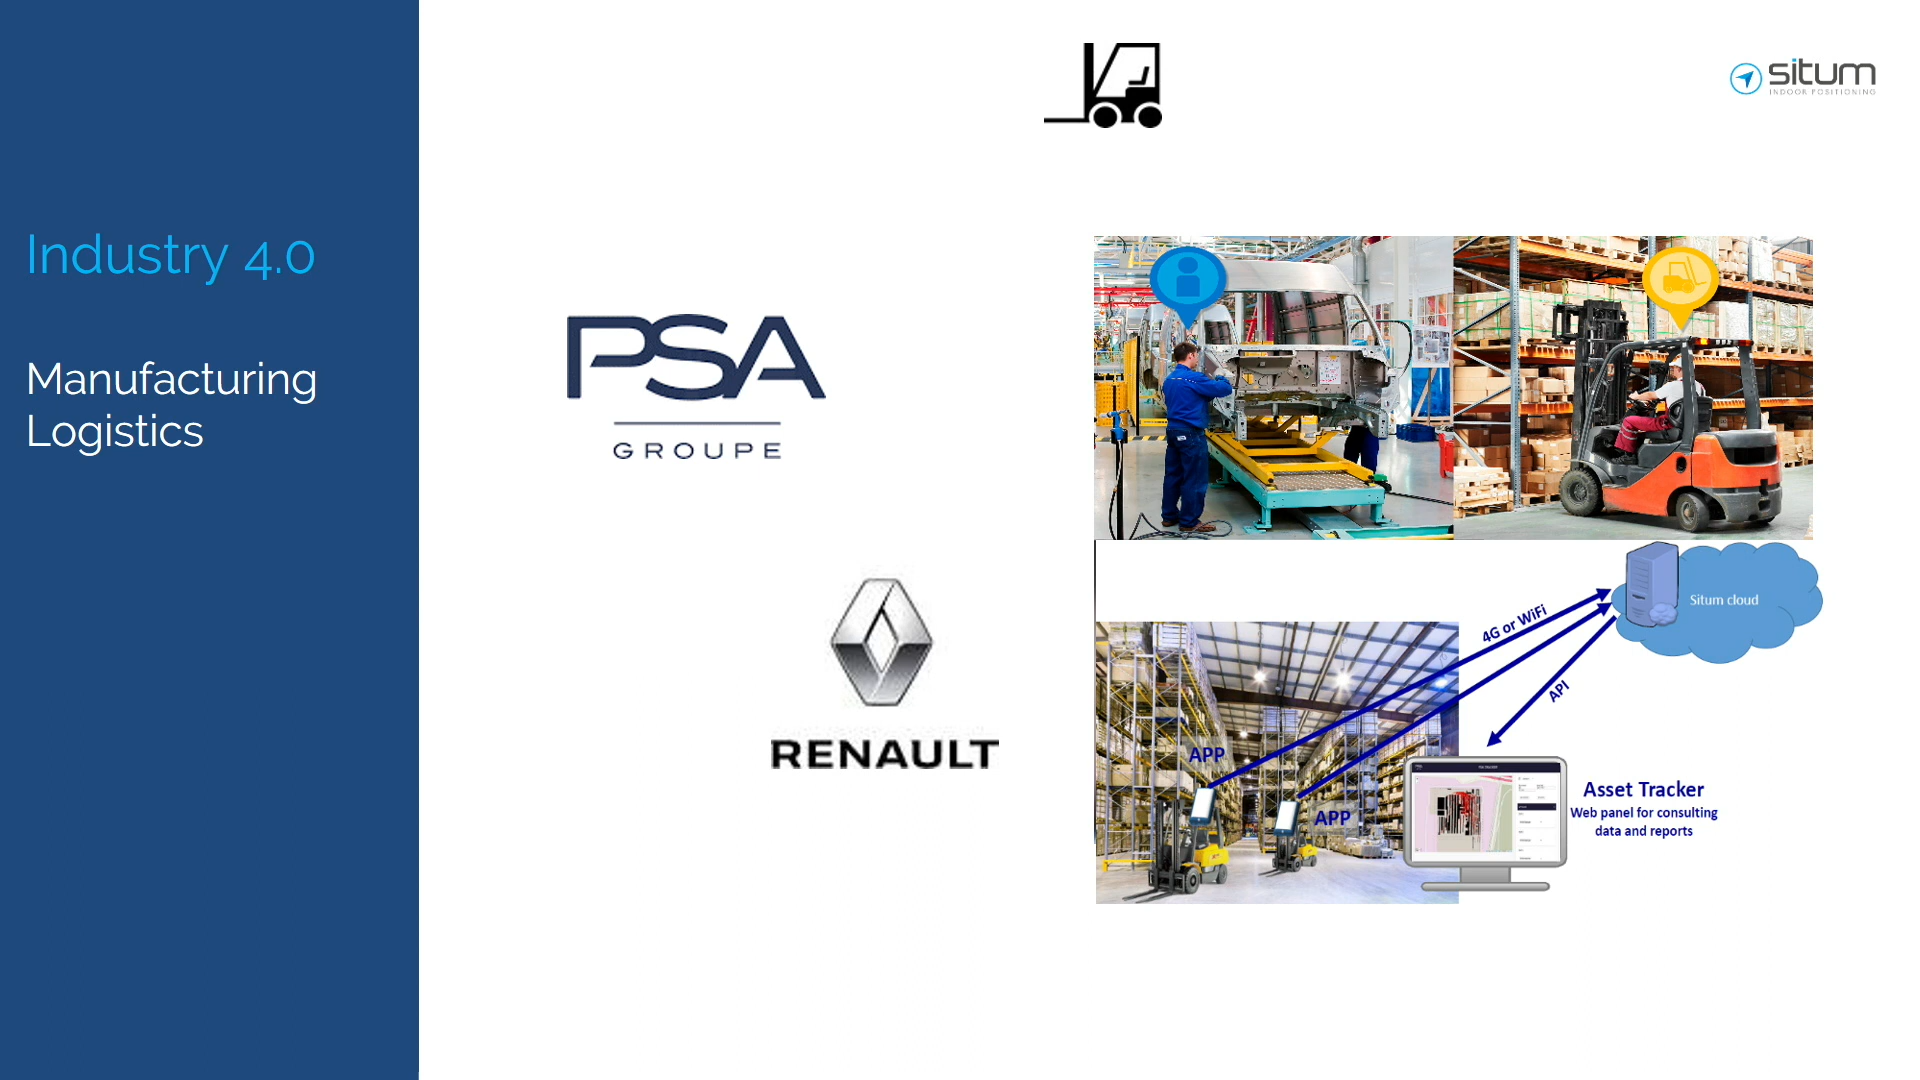 Industry 4.0
Manufacturing
Logistics
PSA
GROUPE
RENAULT
situm
INDOOR POSITIONING
Situm cloud
4G or WiFi
API
APP
APP
Asset Tracker
Web panel for consulting
data and reports